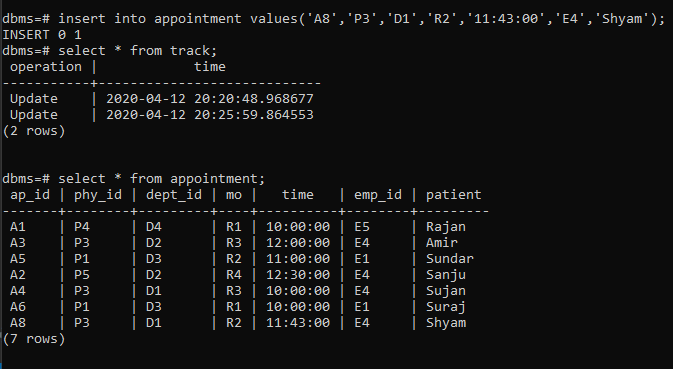 dbms=# insert into appointment values('A8','P3','D1','R2','11:43:00','E4','Shyam');
INSERT 0 1
dbms=# select * from track;
 operation |            time
-----------+----------------------------
 Update    | 2020-04-12 20:20:48.968677
 Update    | 2020-04-12 20:25:59.864553
(2 rows)
dbms=# select * from appointment;
 ap_id | phy_id | dept_id | mo |   time   | emp_id | patient
-------+--------+---------+----+----------+--------+---------
 A1    | P4     | D4      | R1 | 10:00:00 | E5     | Rajan
 A3    | P3     | D2      | R3 | 12:00:00 | E4     | Amir
 A5    | P1     | D3      | R2 | 11:00:00 | E1     | Sundar
 A2    | P5     | D2      | R4 | 12:30:00 | E4     | Sanju
 A4    | P3     | D1      | R3 | 10:00:00 | E4     | Sujan
 A6    | P1     | D3      | R1 | 10:00:00 | E1     | Suraj
 A8    | P3     | D1      | R2 | 11:43:00 | E4     | Shyam
(7 rows)